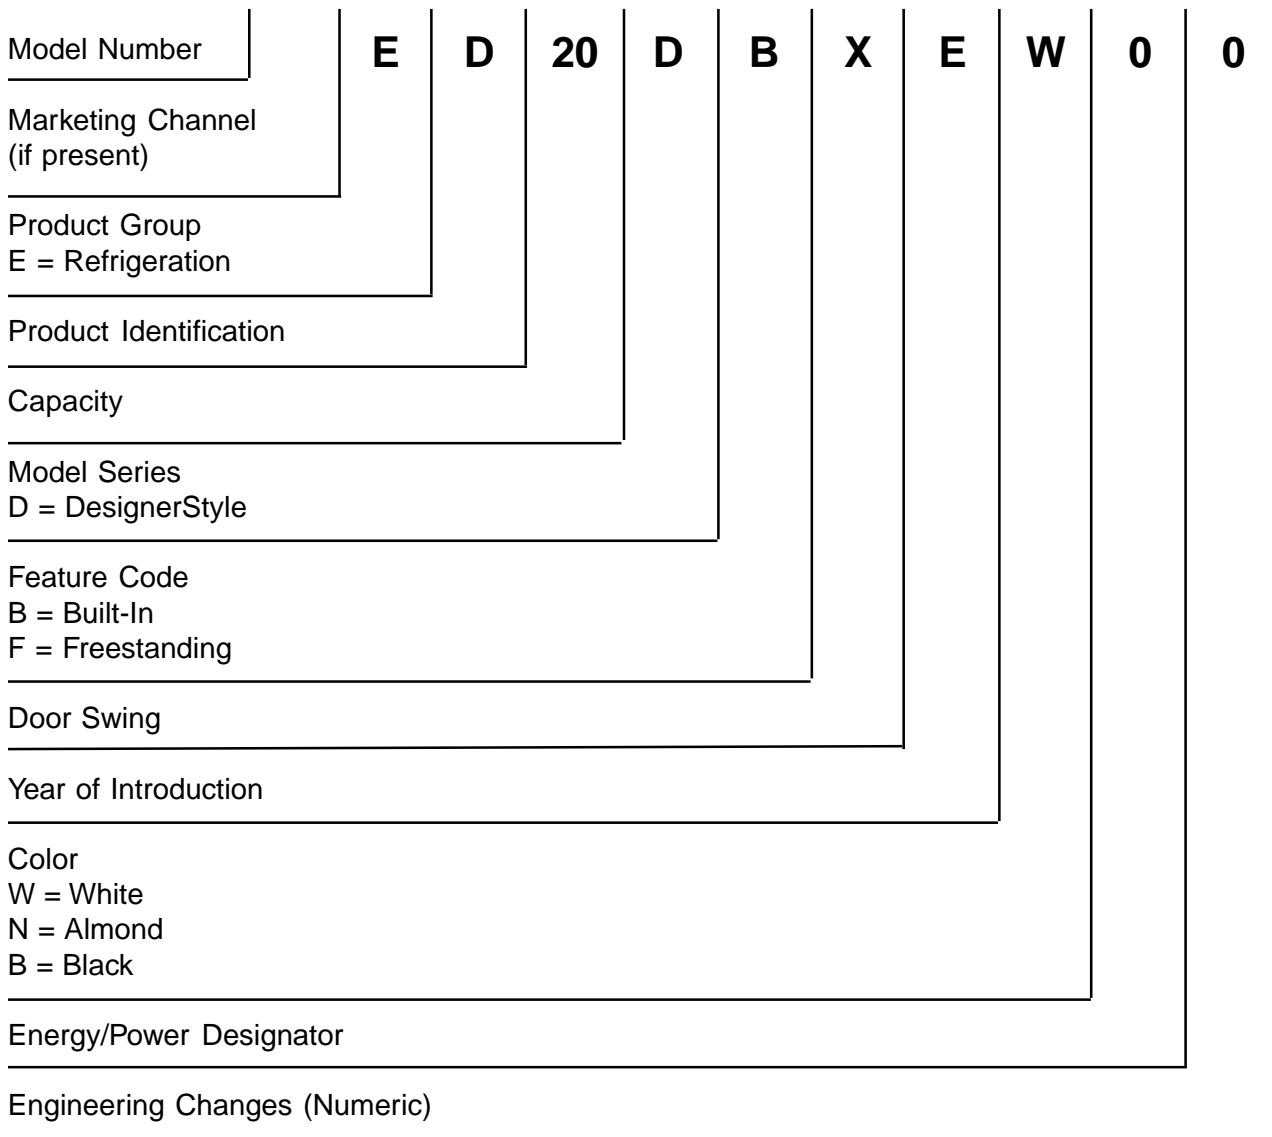 Model Number E D 20 D B X E W 0 0
Marketing Channel
(if present)
Product Group
E = Refrigeration
Product Identification
Capacity
Model Series
D = DesignerStyle
Feature Code
B = Built-In
F = Freestanding
Door Swing
Year of Introduction
Color
W = White
N = Almond
B = Black
Energy/Power Designator
Engineering Changes (Numeric)